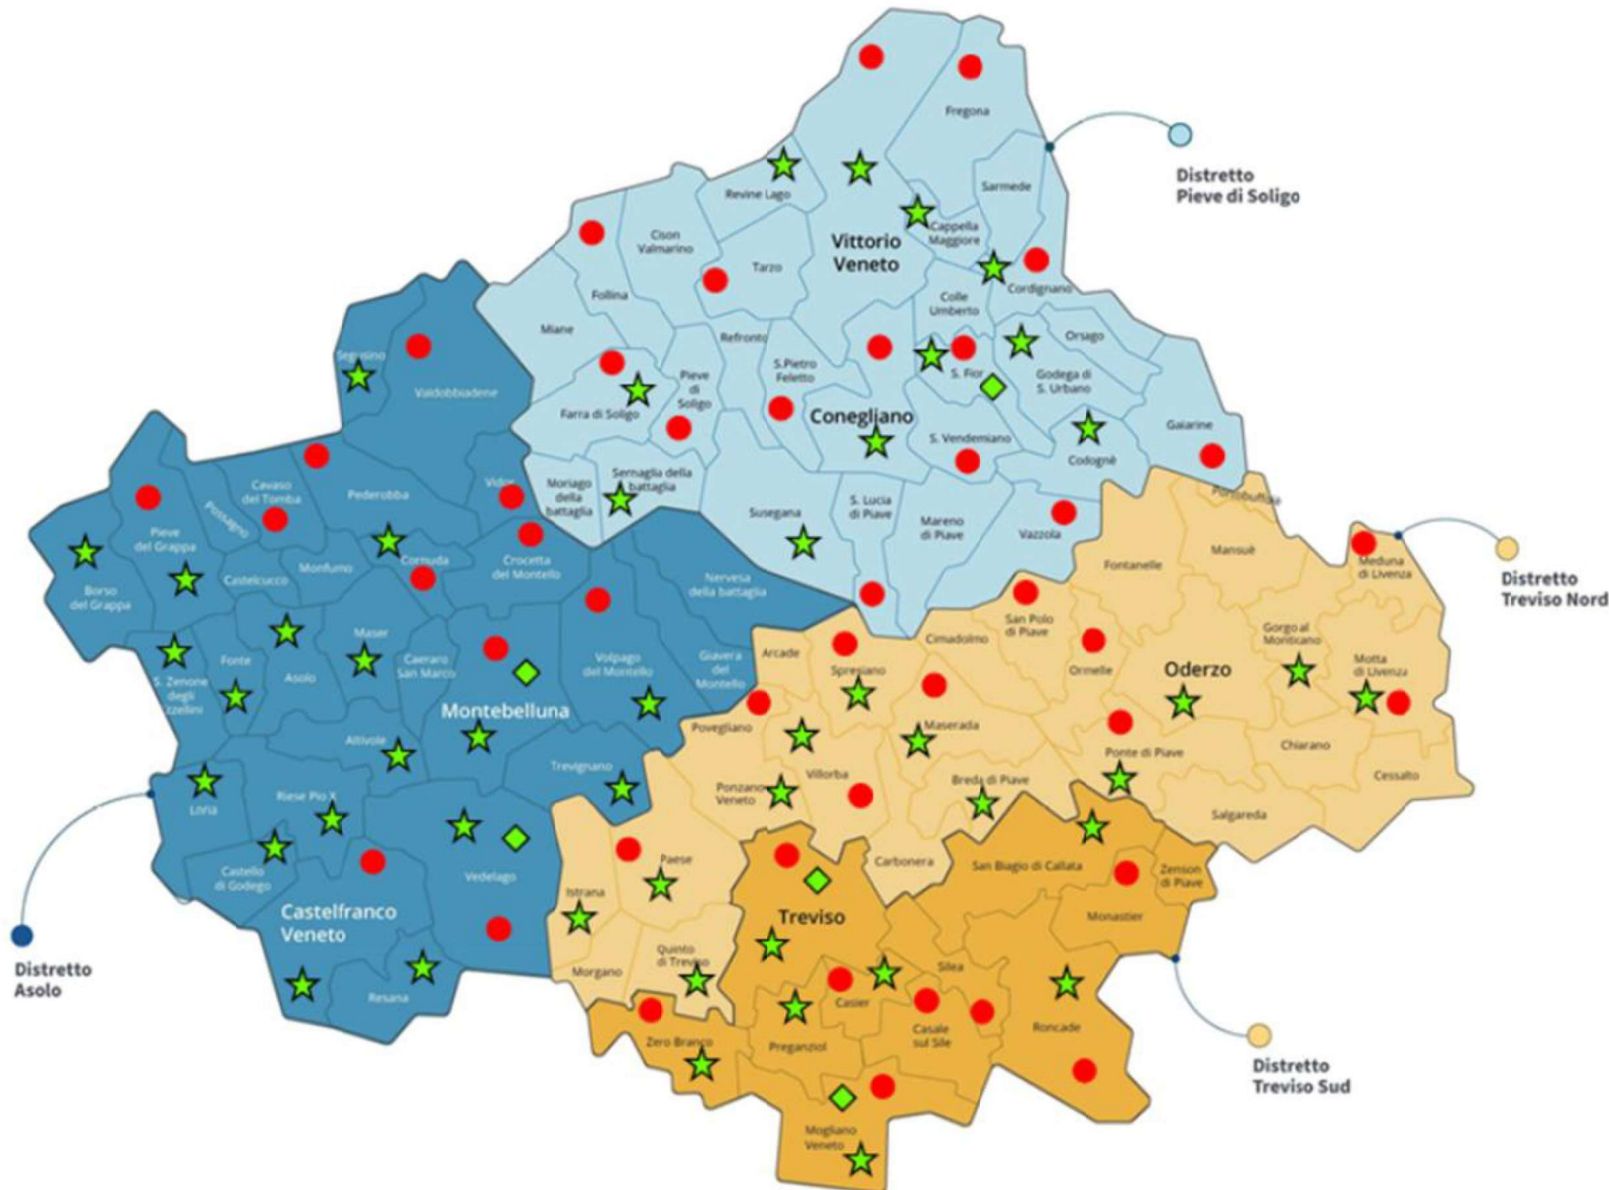 Fregona
Distretto
Pieve di Soligo
Sarmede
Revine Lago
Cappella
Maggiore
Cison
Valmarino
Vittorio
Veneto
Tarzo
Follina
Cordignano
Colle
Umberto
Miane
Refronto
Orsago
Segusino
Valdobbiadene
S.Pietro
Feletto
S. Fior
Godega di
S. Urbano
Pieve
di
Soligo
Farra di Soligo
Conegliano
Gaiarine
S. Vendemiano
Codognè
Cavaso
del Tomba
Pederobba
Moriago
della
battaglia
Sernaglia della
battaglia
Possagno
Susegana
S. Lucia
di Piave
Mareno
di Piave
Vazzola
Pieve
del Grappa
Mansuè
Meduna
di Livenza
Distretto
Treviso Nord
Fontanelle
Cornuda
Crocetta
del Montello
Monfumo
Castelcucco
Nervesa
della battaglia
Borso
del Grappa
San Polo
di Piave
Gorgo al
Monticano
Maser
Cimadolmo
Arcade
Fonte
Asolo
Caeraro
San Marco
Volpago
del Montello
Giavera
del
Montello
Spresiano
Ormelle
Oderzo
Motta
di Livenza
S. Zenone
degli
zzellini
Montebelluna
Povegliano
Maserada
Altivole
Chiarano
Ponte di Piave
Trevignano
Villorba
Cessalto
Ponzano
Veneto
Breda di Piave
Loria
Riese Pio X
Salgareda
Castello
di Godego
Vedelago
Paese
Carbonera
San Biagio di Callata
Zenson
di Piave
Istrana
Castelfranco
Veneto
Treviso
Monastier
Quinto
di Treviso
Distretto
Asolo
Morgano
Silea
Resana
Casier
Casale
sul Sile
Roncade
Zero Branco
Preganziol
Distretto
Treviso Sud
Mogliano
Veneto